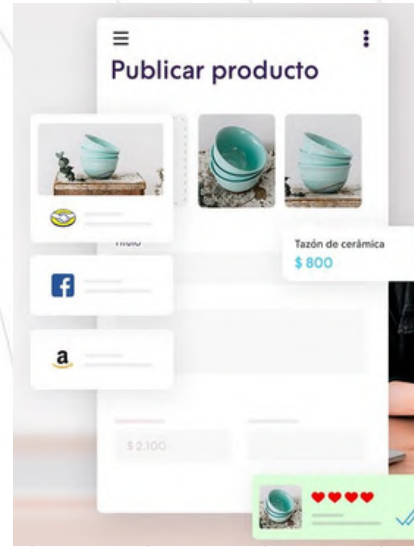 Publicar producto
Título
Tazón de cerámica
$ 800
a
$ 2.100